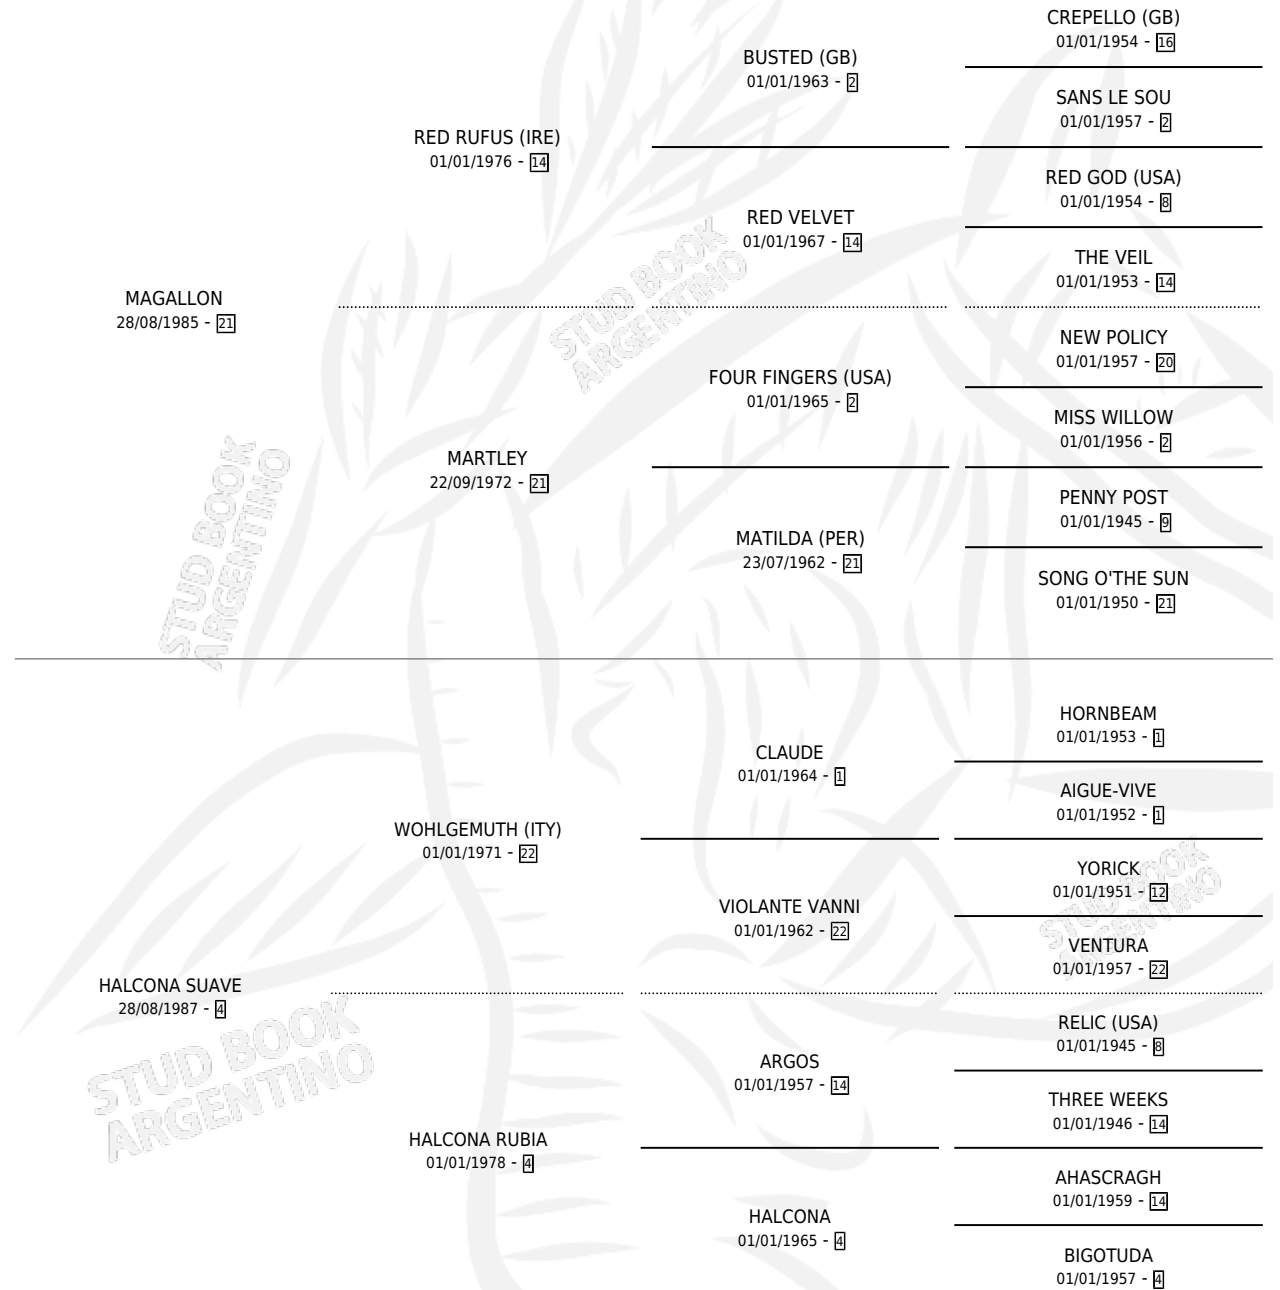 CREPELLO (GB)
01/01/1954 - 16
BUSTED (GB)
01/01/1963 - 2
SANS LE SOU
01/01/1957 - 2
RED RUFUS (IRE)
01/01/1976 - 14
RED GOD (USA)
01/01/1954 - 8
RED VELVET
01/01/1967 - 14
THE VEIL
01/01/1953 - 14
MAGALLON
28/08/1985 - 21
NEW POLICY
01/01/1957 - 20
FOUR FINGERS (USA)
01/01/1965 - 2
MISS WILLOW
01/01/1956 - 2
MARTLEY
22/09/1972 - 21
PENNY POST
01/01/1945 - 9
MATILDA (PER)
23/07/1962 - 21
SONG O'THE SUN
01/01/1950 - 21
HORNBEAM
01/01/1953 - 1
CLAUDE
01/01/1964 - 1
AIGUE-VIVE
01/01/1952 - 1
WOHLGEMUTH (ITY)
01/01/1971 - 22
YORICK
01/01/1951 - 12
VIOLANTE VANNI
01/01/1962 - 22
VENTURA
01/01/1957 - 22
HALCONA SUAVE
28/08/1987 - 4
RELIC (USA)
01/01/1945 - 8
ARGOS
01/01/1957 - 14
THREE WEEKS
01/01/1946 - 14
HALCONA RUBIA
01/01/1978 - 4
AHASCRAGH
01/01/1959 - 14
HALCONA
01/01/1965 - 4
BIGOTUDA
01/01/1957 - 4
STUD BOOK
ARGENTINO
STUD BOOK
ARGENTINO
STUD BOOK
ARGENTINO
STUD BOOK
ARGENTINO